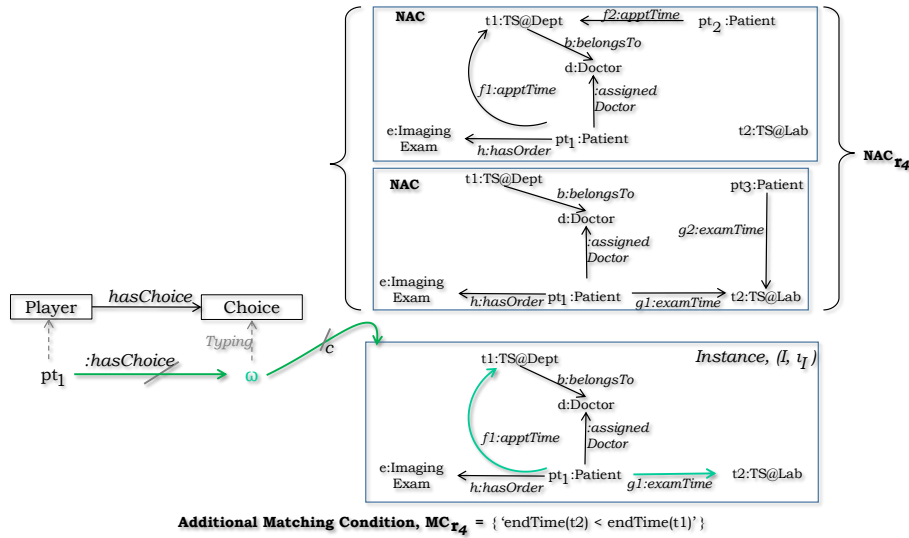 NAC
t1:TS@Dept
f2:apptTime
pt2:Patient
b:belongsTo
d:Doctor
f1:apptTime
:assigned
Doctor
e:Imaging
Exam
h:hasOrder
pt1:Patient
t2:TS@Lab
NACr4
NAC
t1:TS@Dept
pt3:Patient
b:belongsTo
d:Doctor
g2:examTime
:assigned
Doctor
e:Imaging
Exam
h:hasOrder
pt1:Patient
g1:examTime
t2:TS@Lab
Player
hasChoice
Choice
Typing
:hasChoice
pt1
ω
c
Instance, (I, ιI)
t1:TS@Dept
b:belongsTo
d:Doctor
f1:apptTime
:assigned
Doctor
e:Imaging
Exam
h:hasOrder
pt1:Patient
g1:examTime
t2:TS@Lab
Additional Matching Condition, MCr4 = { 'endTime(t2) < endTime(t1)' }